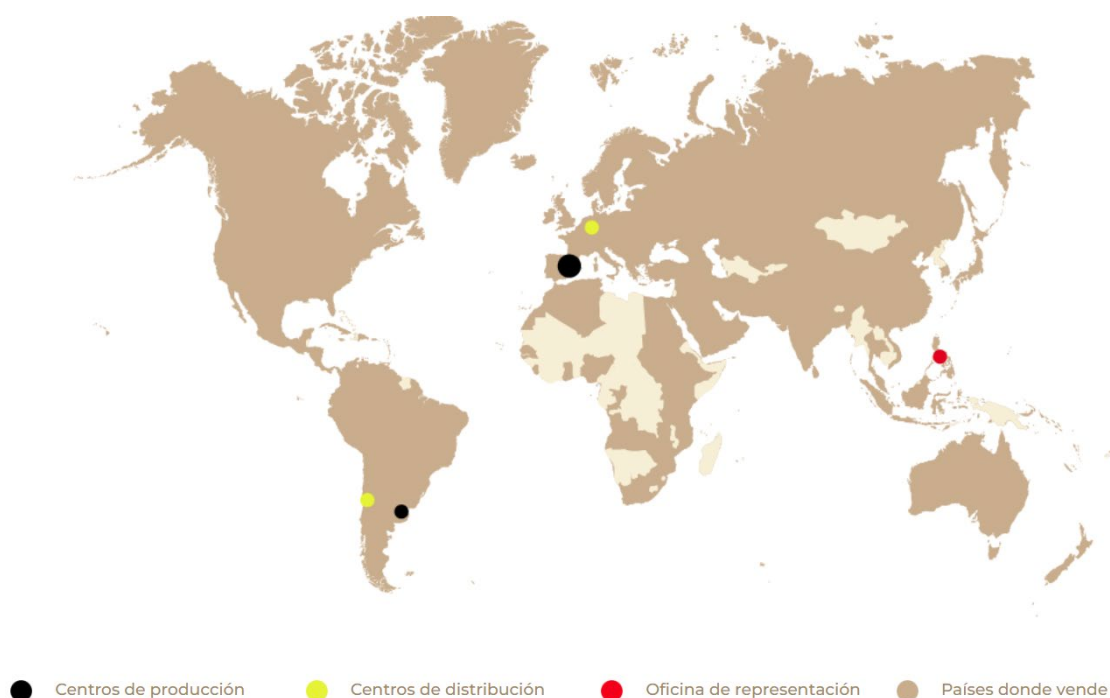 Centros de producción
Centros de distribución
Oficina de representación
Países donde vende